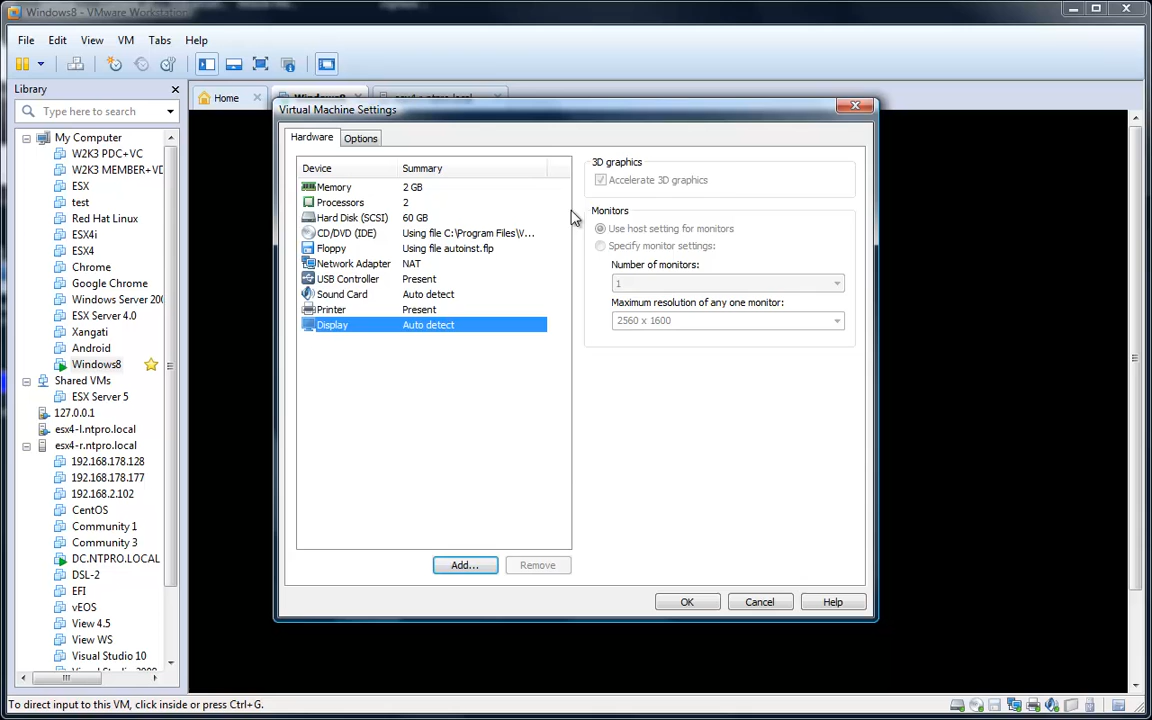 Windows8 - VMware Workstation
File Edit View VM Tabs Help
Library
Type here to search
My Computer
W2K3 PDC+VC
W2K3 MEMBER+VD
ESX
test
Red Hat Linux
ESX4i
ESX4
Chrome
Google Chrome
Windows Server 200
ESX Server 4.0
Xangati
Android
Windows8
Shared VMs
ESX Server 5
127.0.0.1
esx4-l.ntpro.local
esx4-r.ntpro.local
192.168.178.128
192.168.178.177
192.168.2.102
CentOS
Community 1
Community 3
DC.NTPRO.LOCAL
DSL-2
EFI
vEOS
View 4.5
View WS
Visual Studio 10
Home
Windows8
Virtual Machine Settings
Hardware Options
Device Summary
Memory 2 GB
Processors 2
Hard Disk (SCSI) 60 GB
CD/DVD (IDE) Using file C:\Program Files\V...
Floppy Using file autoinst.flp
Network Adapter NAT
USB Controller Present
Sound Card Auto detect
Printer Present
Display Auto detect
Add... Remove
3D graphics
Accelerate 3D graphics
Monitors
Use host setting for monitors
Specify monitor settings:
Number of monitors:
1
Maximum resolution of any one monitor:
2560 x 1600
OK Cancel Help
To direct input to this VM, click inside or press Ctrl+G.